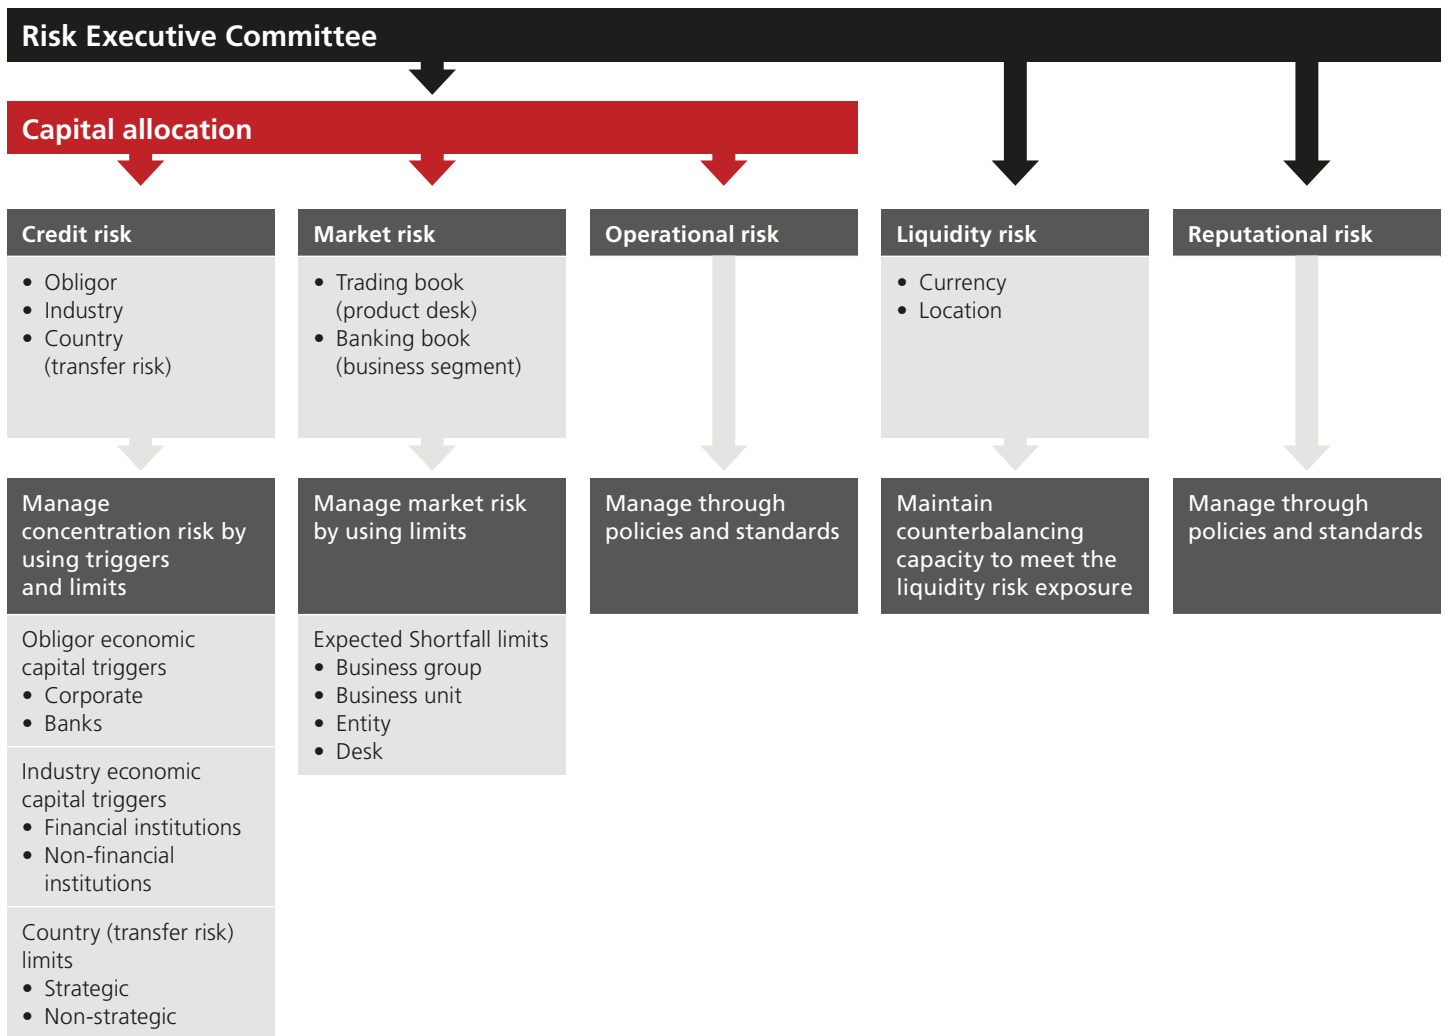 Risk Executive Committee
Capital allocation
Credit risk
• Obligor
• Industry
• Country
(transfer risk)
Manage
concentration risk by
using triggers
and limits
Obligor economic
capital triggers
• Corporate
• Banks
Industry economic
capital triggers
• Financial institutions
• Non-financial
institutions
Country (transfer risk)
limits
• Strategic
• Non-strategic
Market risk
• Trading book
(product desk)
• Banking book
(business segment)
Manage market risk
by using limits
Expected Shortfall limits
• Business group
• Business unit
• Entity
• Desk
Operational risk
Manage through
policies and standards
Liquidity risk
• Currency
• Location
Maintain
counterbalancing
capacity to meet the
liquidity risk exposure
Reputational risk
Manage through
policies and standards